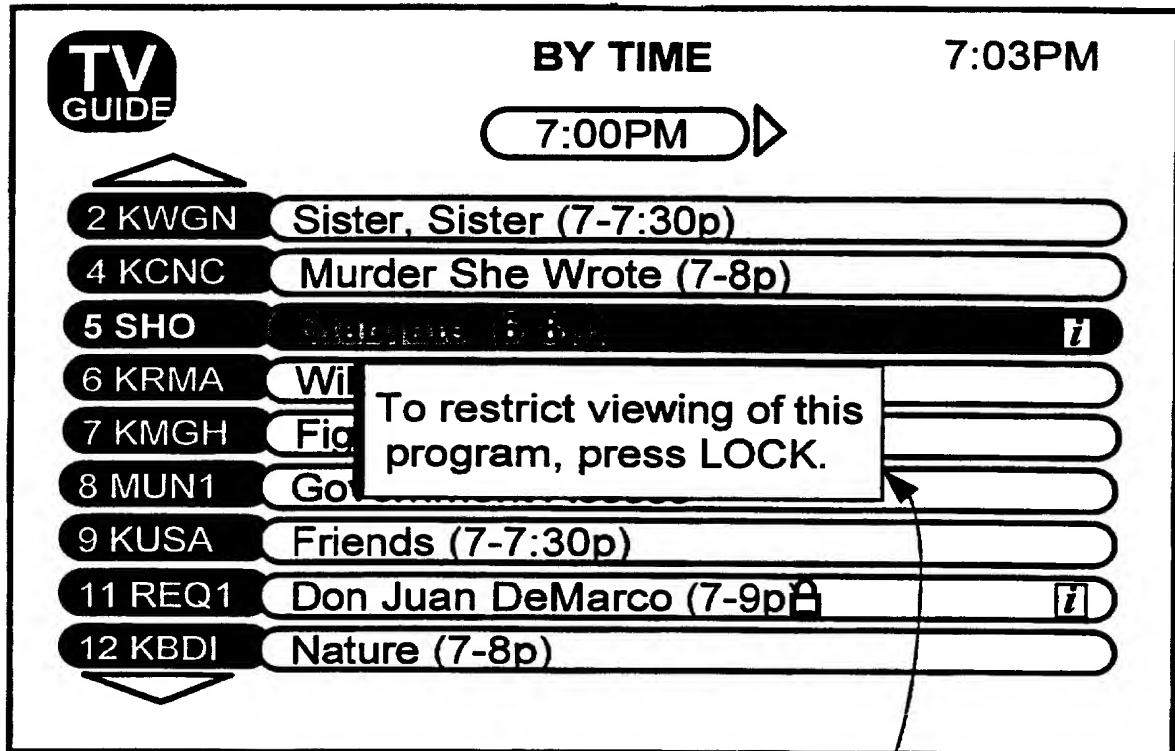 TV
GUIDE
BY TIME
7:03PM
7:00PM
2 KWGN Sister, Sister (7-7:30p)
4 KCNC Murder She Wrote (7-8p)
5 SHO i
6 KRMA
7 KMGH
8 MUN1
To restrict viewing of this
program, press LOCK.
9 KUSA Friends (7-7:30p)
11 REQ1 Don Juan DeMarco (7-9p) i
12 KBDI Nature (7-8p)